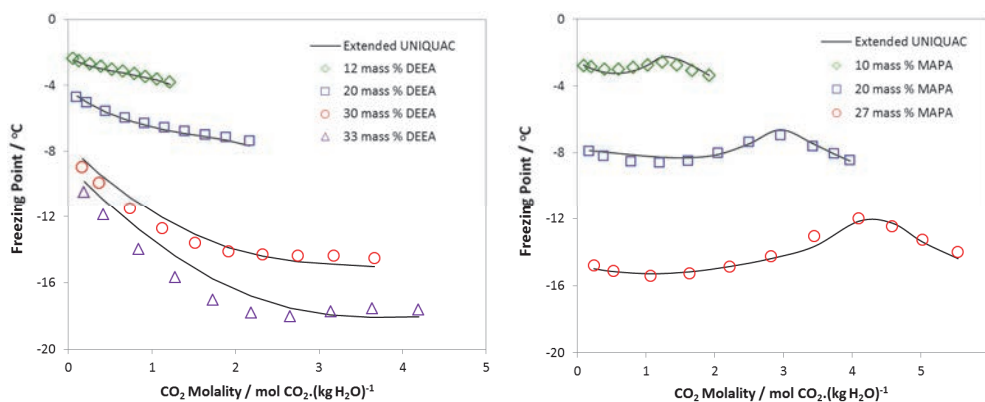 0
-4
-8
-12
-16
-20
Freezing Point / °C
Extended UNIQUAC
12 mass % DEEA
20 mass % DEEA
30 mass % DEEA
33 mass % DEEA
0 1 2 3 4 5
CO₂ Molality / mol CO₂.(kg H₂O)⁻¹
0
-4
-8
-12
-16
-20
Freezing Point / °C
Extended UNIQUAC
10 mass % MAPA
20 mass % MAPA
27 mass % MAPA
0 1 2 3 4 5
CO₂ Molality / mol CO₂.(kg H₂O)⁻¹